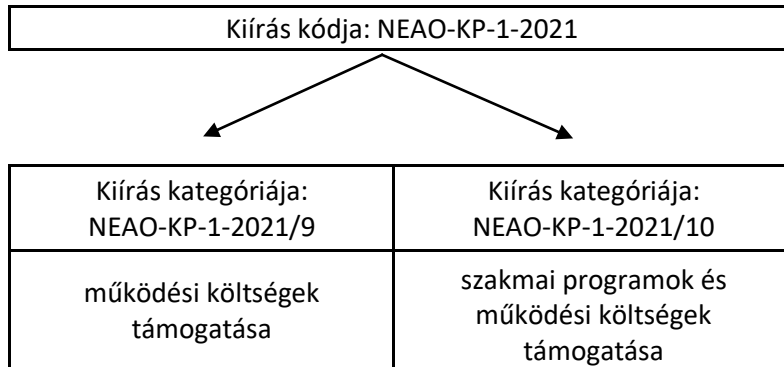 Kiírás kódja: NEAO-KP-1-2021
Kiírás kategóriája:
NEAO-KP-1-2021/9
Kiírás kategóriája:
NEAO-KP-1-2021/10
működési költségek
támogatása
szakmai programok és
működési költségek
támogatása